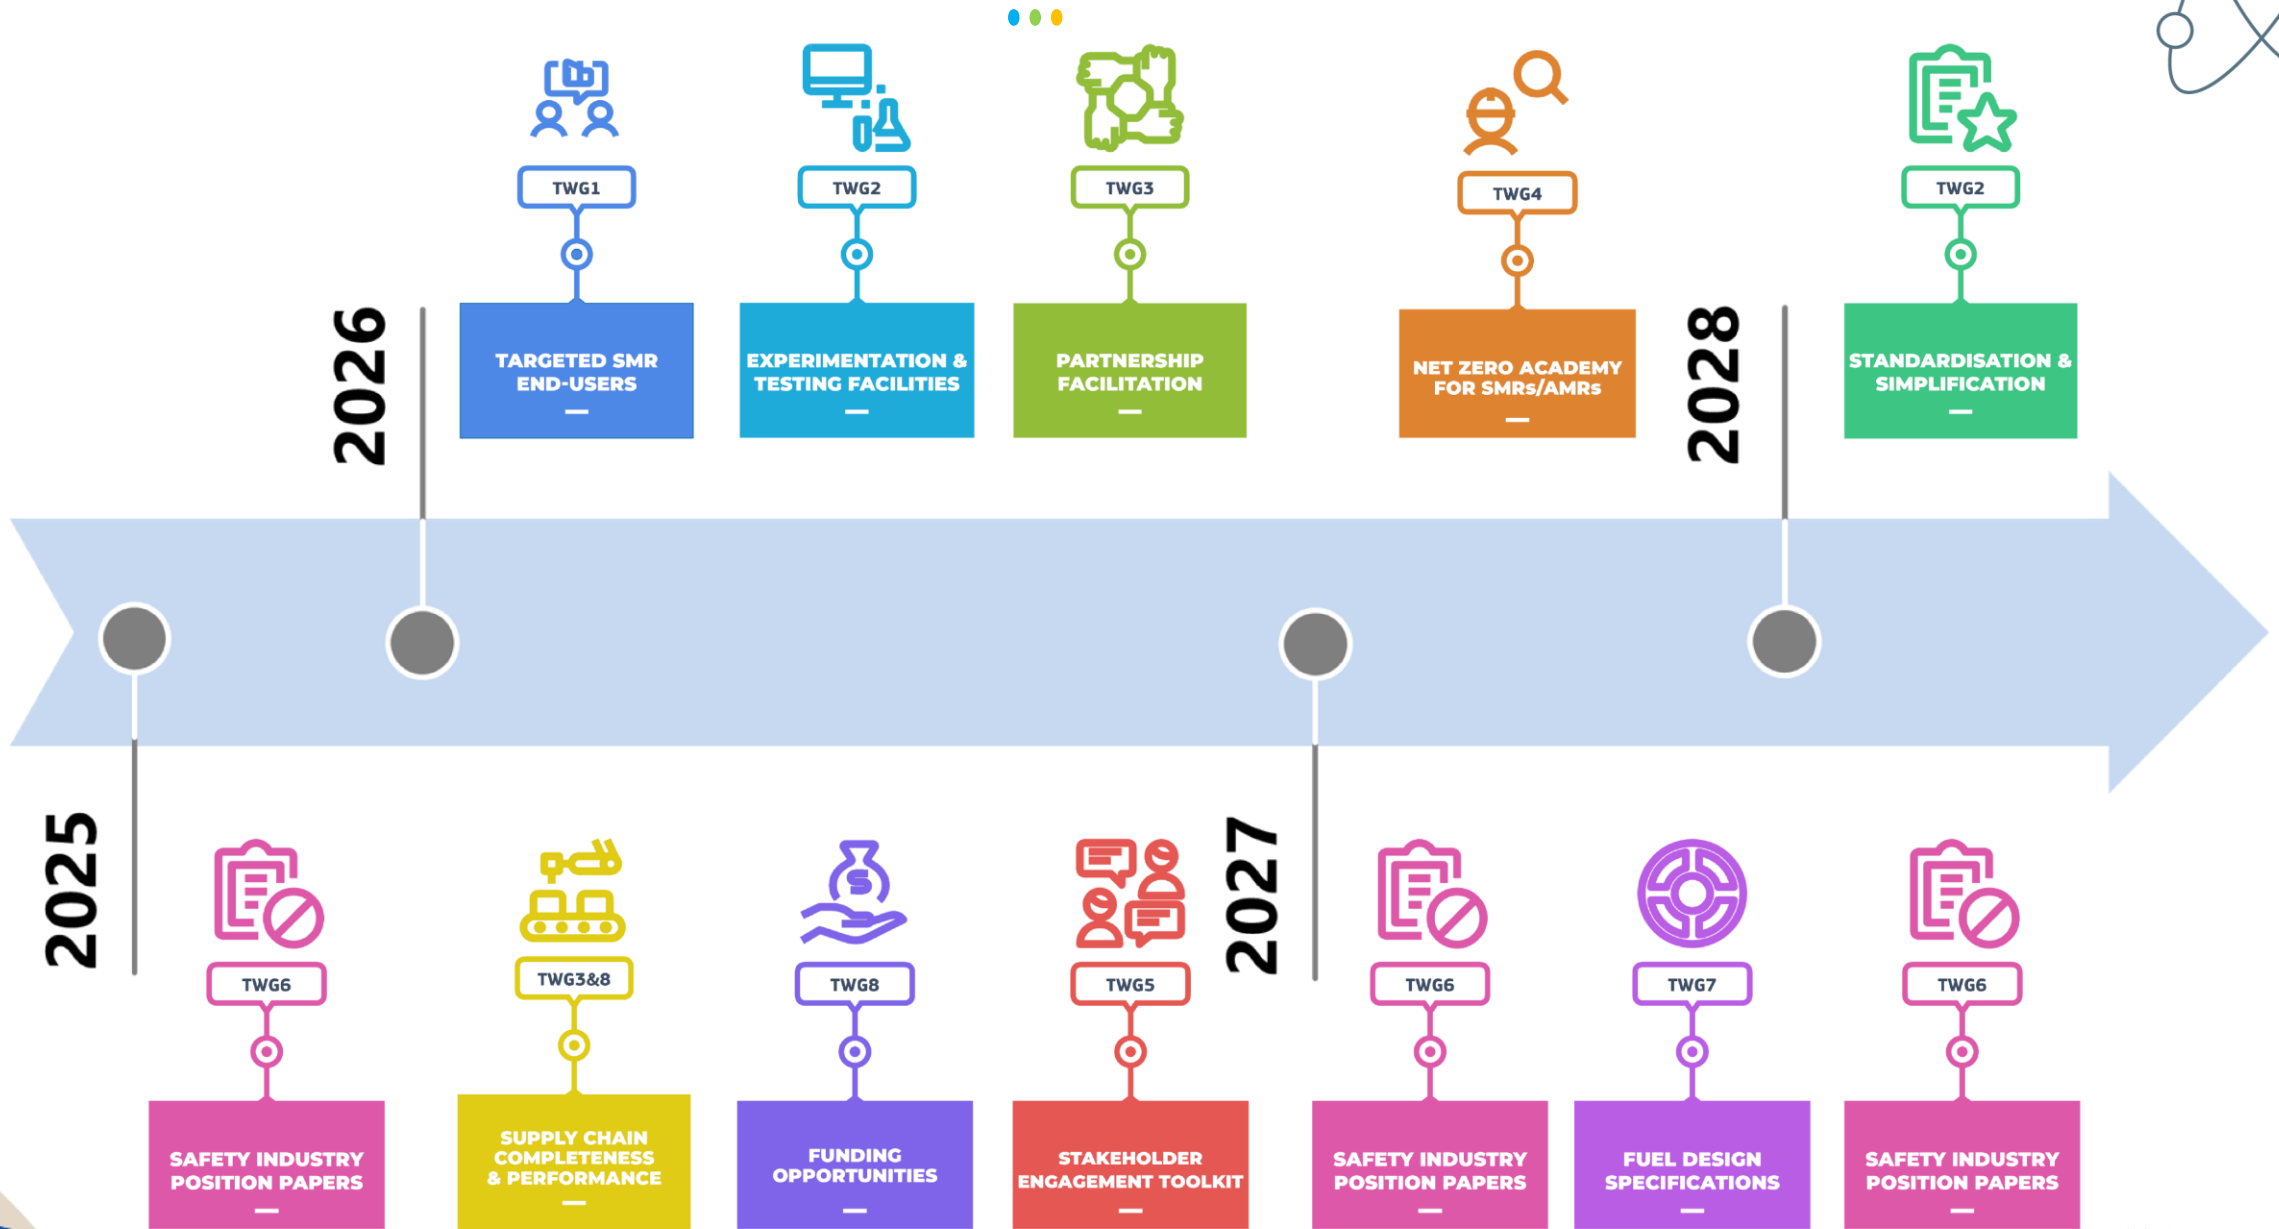 TWG1
TWG2
TWG3
TWG4
TWG2
2026
TARGETED SMR
END-USERS
EXPERIMENTATION &
TESTING FACILITIES
PARTNERSHIP
FACILITATION
NET ZERO ACADEMY
FOR SMRs/AMRs
2028
STANDARDISATION &
SIMPLIFICATION
2025
2027
TWG6
TWG3&8
TWG8
TWG5
TWG6
TWG7
TWG6
SAFETY INDUSTRY
POSITION PAPERS
SUPPLY CHAIN
COMPLETENESS
& PERFORMANCE
FUNDING
OPPORTUNITIES
STAKEHOLDER
ENGAGEMENT TOOLKIT
SAFETY INDUSTRY
POSITION PAPERS
FUEL DESIGN
SPECIFICATIONS
SAFETY INDUSTRY
POSITION PAPERS